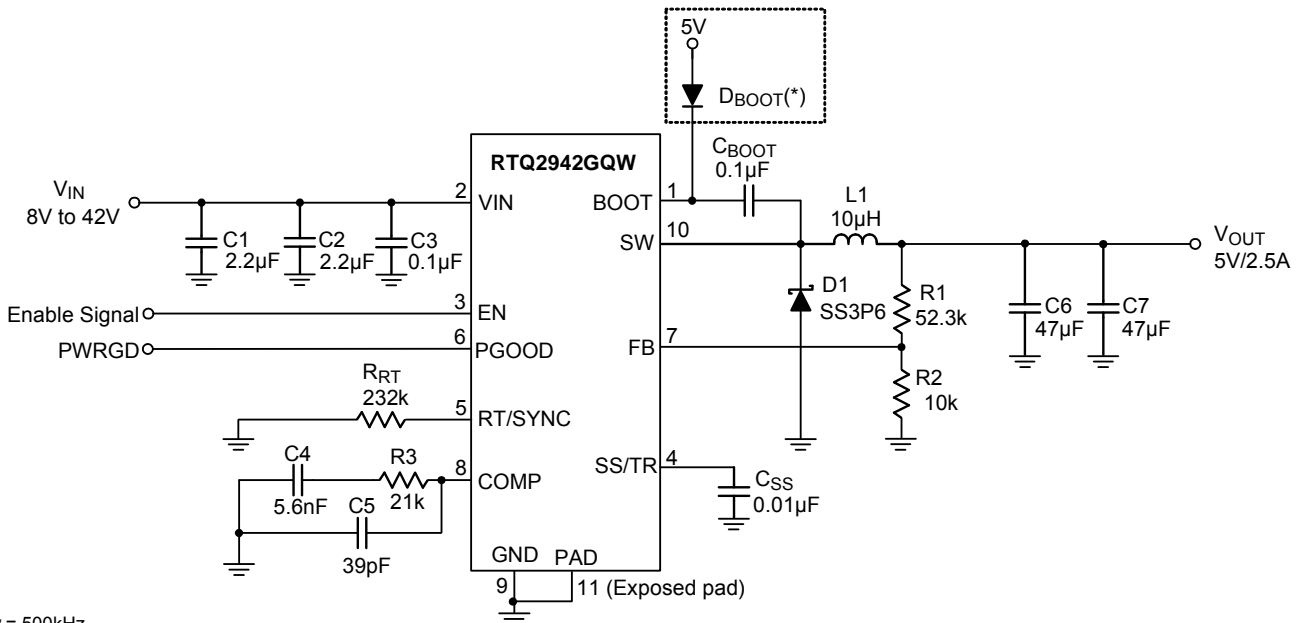 5V
DBOOT(*)
RTQ2942GQW
CBOOT
0.1µF
VIN
8V to 42V
2
VIN
BOOT
1
L1
10µH
C1
2.2µF
C2
2.2µF
C3
0.1µF
SW
10
VOUT
5V/2.5A
D1
SS3P6
R1
52.3k
C6
47µF
C7
47µF
Enable Signal
3
EN
PWRGD
6
PGOOD
FB
7
R2
10k
RRT
232k
5
RT/SYNC
C4
5.6nF
R3
21k
8
COMP
SS/TR
4
CSS
0.01µF
C5
39pF
GND
PAD
9
11 (Exposed pad)
= 500kHz